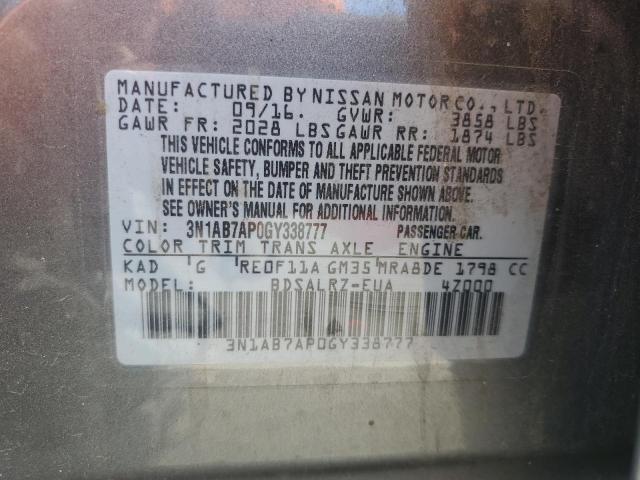 MANUFACTURED BY NISSAN MOTOR CO., LTD.
DATE: 09/16. GVWR: 3858 LBS
GAWR FR: 2028 LBS GAWR RR: 1874 LBS
THIS VEHICLE CONFORMS TO ALL APPLICABLE FEDERAL MOTOR
VEHICLE SAFETY, BUMPER AND THEFT PREVENTION STANDARDS
IN EFFECT ON THE DATE OF MANUFACTURE SHOWN ABOVE.
SEE OWNER'S MANUAL FOR ADDITIONAL INFORMATION.
VIN: 3N1AB7AP0GY338777 PASSENGER CAR.
COLOR TRIM TRANS AXLE ENGINE
KAD G RE0F11A GM35 MRA8DE 1798 CC
MODEL: BDSALRZ-EUA 4Z000
3N1AB7AP0GY338777